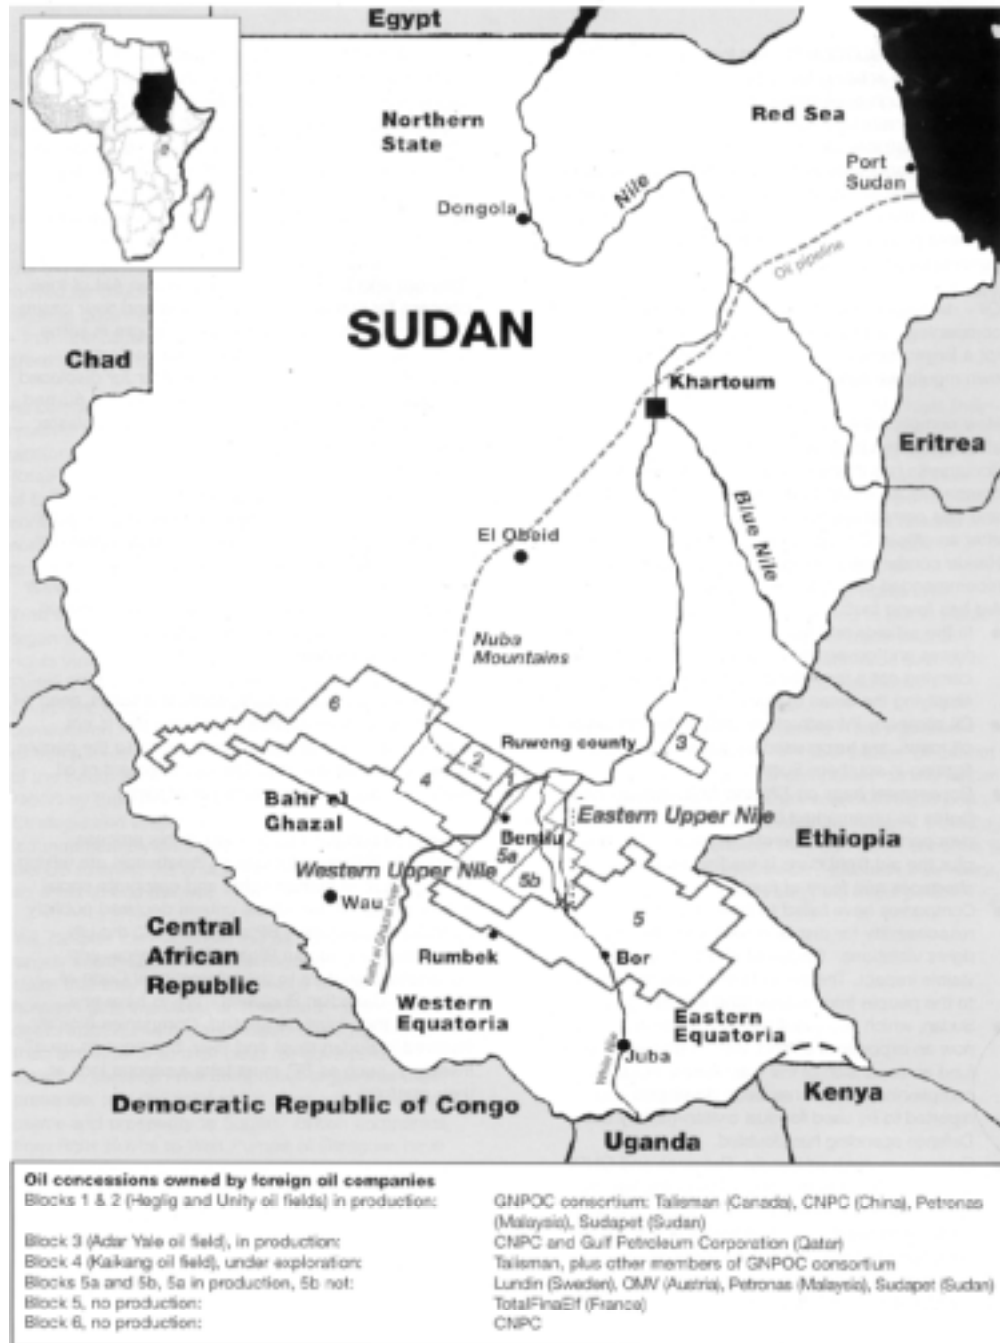 Egypt
Northern
State
Red Sea
Port
Sudan
Dongola
Nile
Oil pipeline
SUDAN
Chad
Khartoum
Eritrea
Blue Nile
El Obeid
Nuba
Mountains
6
Ruweng county
3
2
1
4
Bahr el
Ghazal
Bentiu
Eastern Upper Nile
Ethiopia
5a
Western Upper Nile
5b
Wau
Bahr el Ghazal river
5
Central
African
Republic
Rumbek
Bor
Western
Equatoria
Eastern
Equatoria
White Nile
Juba
Kenya
Democratic Republic of Congo
Uganda
Oil concessions owned by foreign oil companies
Blocks 1 & 2 (Heglig and Unity oil fields) in production: GNPOC consortium: Talisman (Canada), CNPC (China), Petronas
(Malaysia), Sudapet (Sudan)
Block 3 (Adar Yale oil field), in production: CNPC and Gulf Petroleum Corporation (Qatar)
Block 4 (Kaikang oil field), under exploration: Talisman, plus other members of GNPOC consortium
Blocks 5a and 5b, 5a in production, 5b not: Lundin (Sweden), OMV (Austria), Petronas (Malaysia), Sudapet (Sudan)
Block 5, no production: TotalFinaElf (France)
Block 6, no production: CNPC